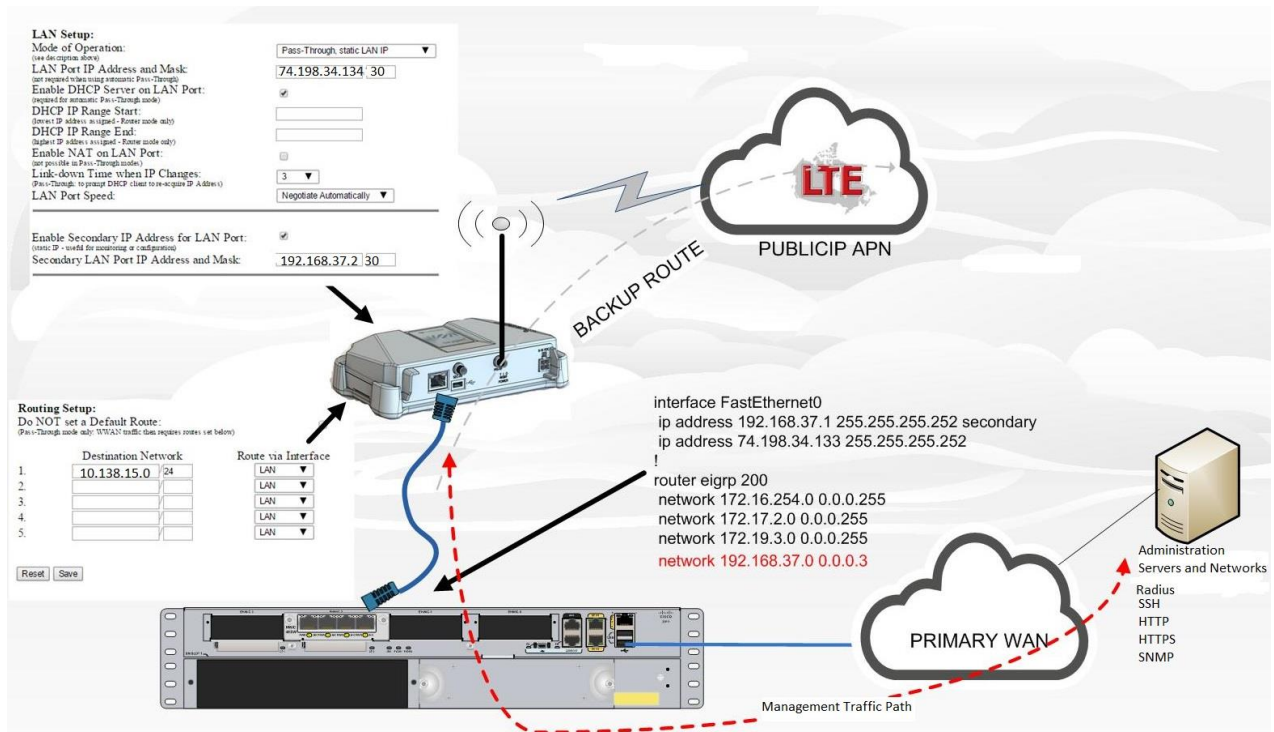 LAN Setup:
Mode of Operation:
(see description above)
Pass-Through, static LAN IP
LAN Port IP Address and Mask:
(not required when using automatic Pass-Through)
74.198.34.134 30
Enable DHCP Server on LAN Port:
(required for automatic Pass-Through mode)
DHCP IP Range Start:
(lowest IP address assigned - Router mode only)
DHCP IP Range End:
(highest IP address assigned - Router mode only)
Enable NAT on LAN Port:
(not possible in Pass-Through modes)
Link-down Time when IP Changes:
(Pass-Through: to prompt DHCP client to re-acquire IP Address)
3
LAN Port Speed:
Negotiate Automatically
Enable Secondary IP Address for LAN Port:
(static IP - useful for monitoring or configuration)
Secondary LAN Port IP Address and Mask:
192.168.37.2 30
LTE
PUBLICIP APN
BACKUP ROUTE
Routing Setup:
Do NOT set a Default Route:
(Pass-Through mode only: WWAN traffic then requires routes set below)
Destination Network Route via Interface
1. 10.138.15.0 / 24 LAN
2. / LAN
3. / LAN
4. / LAN
5. / LAN
Reset Save
interface FastEthernet0
ip address 192.168.37.1 255.255.255.252 secondary
ip address 74.198.34.133 255.255.255.252
!
router eigrp 200
network 172.16.254.0 0.0.0.255
network 172.17.2.0 0.0.0.255
network 172.19.3.0 0.0.0.255
network 192.168.37.0 0.0.0.3
Administration
Servers and Networks
Radius
SSH
HTTP
HTTPS
SNMP
PRIMARY WAN
Management Traffic Path